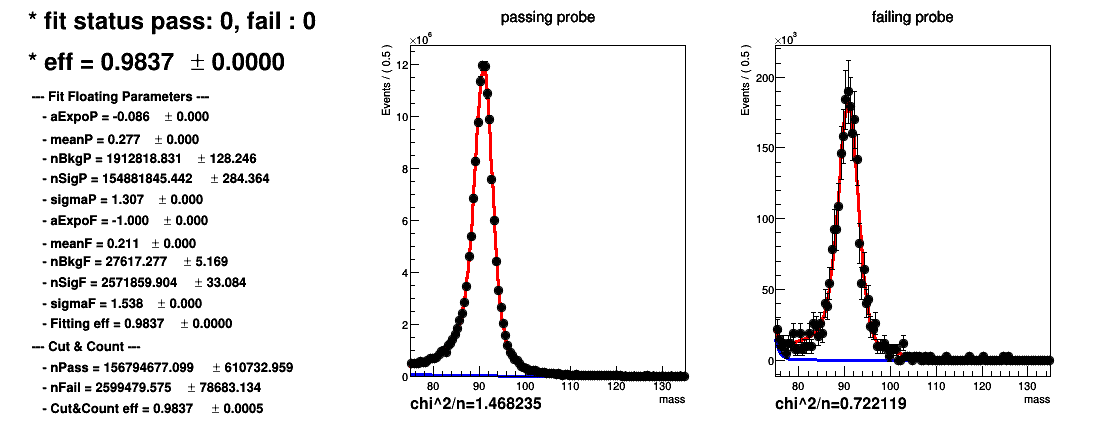 * fit status pass: 0, fail : 0
* eff = 0.9837 ± 0.0000
--- Fit Floating Parameters ---
- aExpoP = -0.086 ± 0.000
- meanP = 0.277 ± 0.000
- nBkgP = 1912818.831 ± 128.246
- nSigP = 154881845.442 ± 284.364
- sigmaP = 1.307 ± 0.000
- aExpoF = -1.000 ± 0.000
- meanF = 0.211 ± 0.000
- nBkgF = 27617.277 ± 5.169
- nSigF = 2571859.904 ± 33.084
- sigmaF = 1.538 ± 0.000
- Fitting eff = 0.9837 ± 0.0000
--- Cut & Count ---
- nPass = 156794677.099 ± 610732.959
- nFail = 2599479.575 ± 78683.134
- Cut&Count eff = 0.9837 ± 0.0005
passing probe
×10^6
Events / ( 0.5 )
12
10
8
6
4
2
0
80 90 100 110 120 130
mass
chi^2/n=1.468235
failing probe
×10^3
Events / ( 0.5 )
200
150
100
50
0
80 90 100 110 120 130
mass
chi^2/n=0.722119